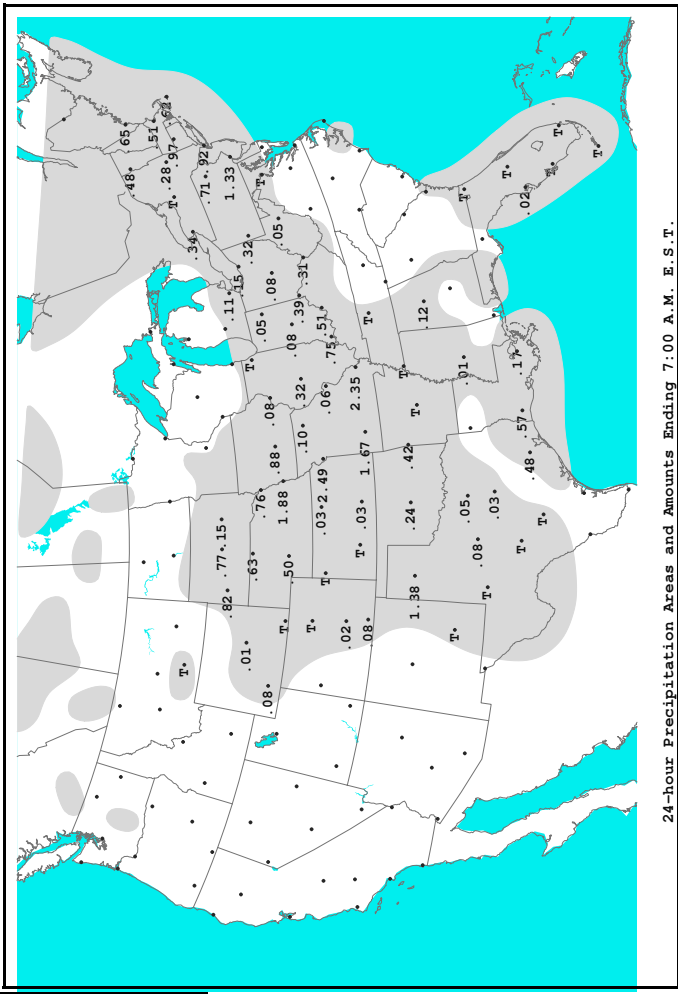 .65
.48
.51
.62
.28
.97
T
T
.34
.92
.71
.77 .15
1.33
.11
.82
.15
.32
.01
T
.63
T
.05
.76
.08
.08
.08
.88
.05
1.88
T
.50
.08
.39
.32
.10
.31
T
.51
.03 2.49
T
.06
.75
.02
2.35
T
.03
1.67
T
.08
T
.42
.24
1.38
T
.12
T
.01
T
.05
.08
T
.03
T
.17
T
.57
.02
.48
T
T
T
T
24-hour Precipitation Areas and Amounts Ending 7:00 A.M. E.S.T.